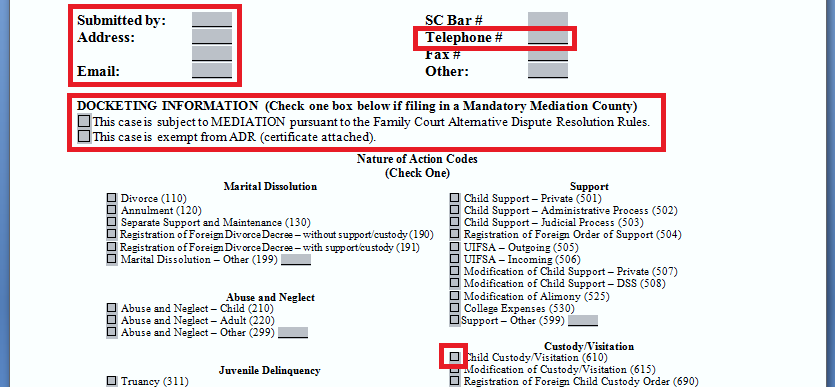 Submitted by:
Address:
Email:
SC Bar #
Telephone #
Fax #
Other:
DOCKETING INFORMATION (Check one box below if filing in a Mandatory Mediation County)
This case is subject to MEDIATION pursuant to the Family Court Alternative Dispute Resolution Rules.
This case is exempt from ADR (certificate attached).
Nature of Action Codes
(Check One)
Marital Dissolution
Divorce (110)
Annulment (120)
Separate Support and Maintenance (130)
Registration of Foreign Divorce Decree – without support/custody (190)
Registration of Foreign Divorce Decree – with support/custody (191)
Marital Dissolution – Other (199)
Abuse and Neglect
Abuse and Neglect – Child (210)
Abuse and Neglect – Adult (220)
Abuse and Neglect – Other (299)
Juvenile Delinquency
Truancy (311)
Support
Child Support – Private (501)
Child Support – Administrative Process (502)
Child Support – Judicial Process (503)
Registration of Foreign Order of Support (504)
UIFSA – Outgoing (505)
UIFSA – Incoming (506)
Modification of Child Support – Private (507)
Modification of Child Support – DSS (508)
Modification of Alimony (525)
College Expenses (530)
Support – Other (599)
Custody/Visitation
Child Custody/Visitation (610)
Modification of Custody/Visitation (615)
Registration of Foreign Child Custody Order (690)